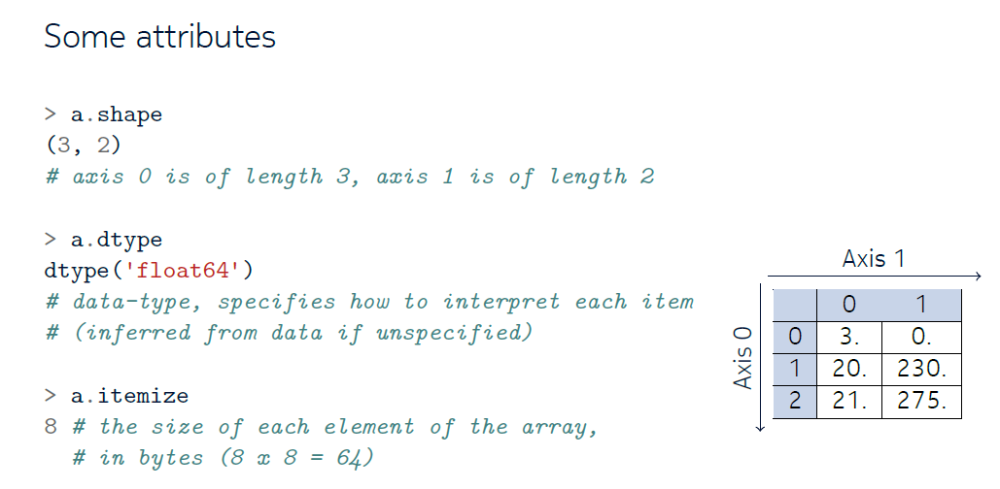 Some attributes
> a.shape
(3, 2)
# axis 0 is of length 3, axis 1 is of length 2
> a.dtype
dtype('float64')
# data-type, specifies how to interpret each item
# (inferred from data if unspecified)
> a.itemize
8 # the size of each element of the array,
# in bytes (8 x 8 = 64)
Axis 1
Axis 0
0 1
0 3. 0.
1 20. 230.
2 21. 275.